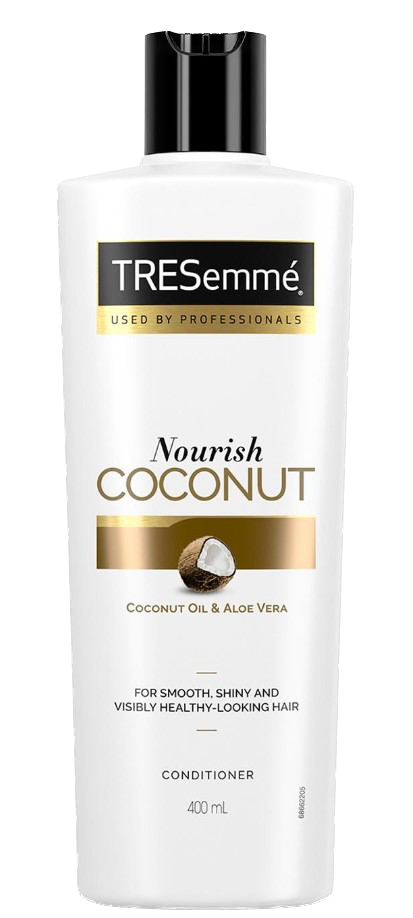 TRESemmé®
USED BY PROFESSIONALS
Nourish
COCONUT
COCONUT OIL & ALOE VERA
FOR SMOOTH, SHINY AND
VISIBLY HEALTHY-LOOKING HAIR
CONDITIONER
400 mL
68662205